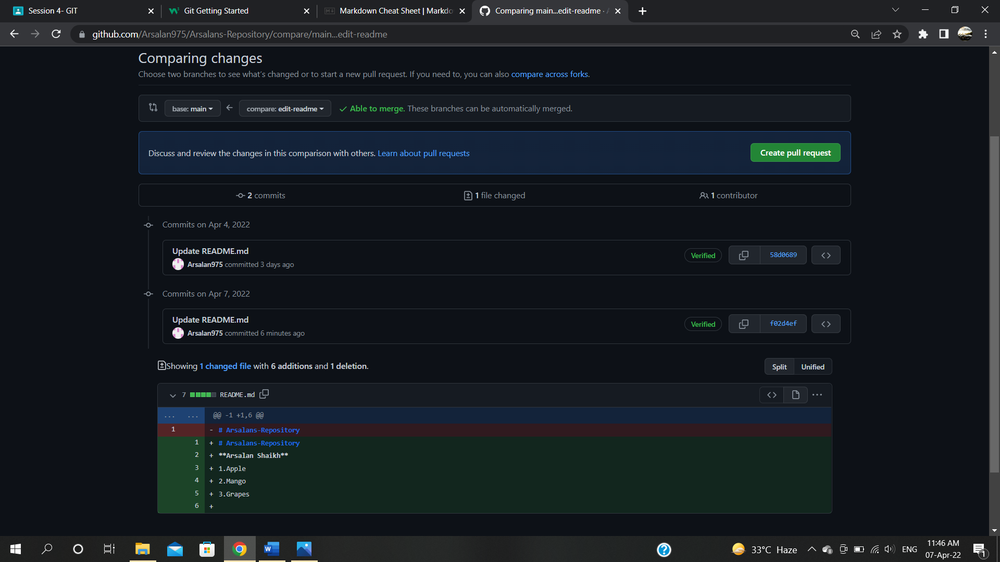 Session 4- GIT
Git Getting Started
Markdown Cheat Sheet | Markdo
Comparing main...edit-readme ·
github.com/Arsalan975/Arsalans-Repository/compare/main...edit-readme
Comparing changes
Choose two branches to see what's changed or to start a new pull request. If you need to, you can also compare across forks.
base: main
compare: edit-readme
Able to merge. These branches can be automatically merged.
Discuss and review the changes in this comparison with others. Learn about pull requests
Create pull request
2 commits
1 file changed
1 contributor
Commits on Apr 4, 2022
Update README.md
Arsalan975 committed 3 days ago
Verified
58d0689
Commits on Apr 7, 2022
Update README.md
Arsalan975 committed 6 minutes ago
Verified
f02d4ef
Showing 1 changed file with 6 additions and 1 deletion.
Split
Unified
7
README.md
... ... @@ -1 +1,6 @@
1 - # Arsalans-Repository
1 + # Arsalans-Repository
2 + **Arsalan Shaikh**
3 + 1.Apple
4 + 2.Mango
5 + 3.Grapes
6 +
33°C Haze
ENG
11:46 AM
07-Apr-22
1